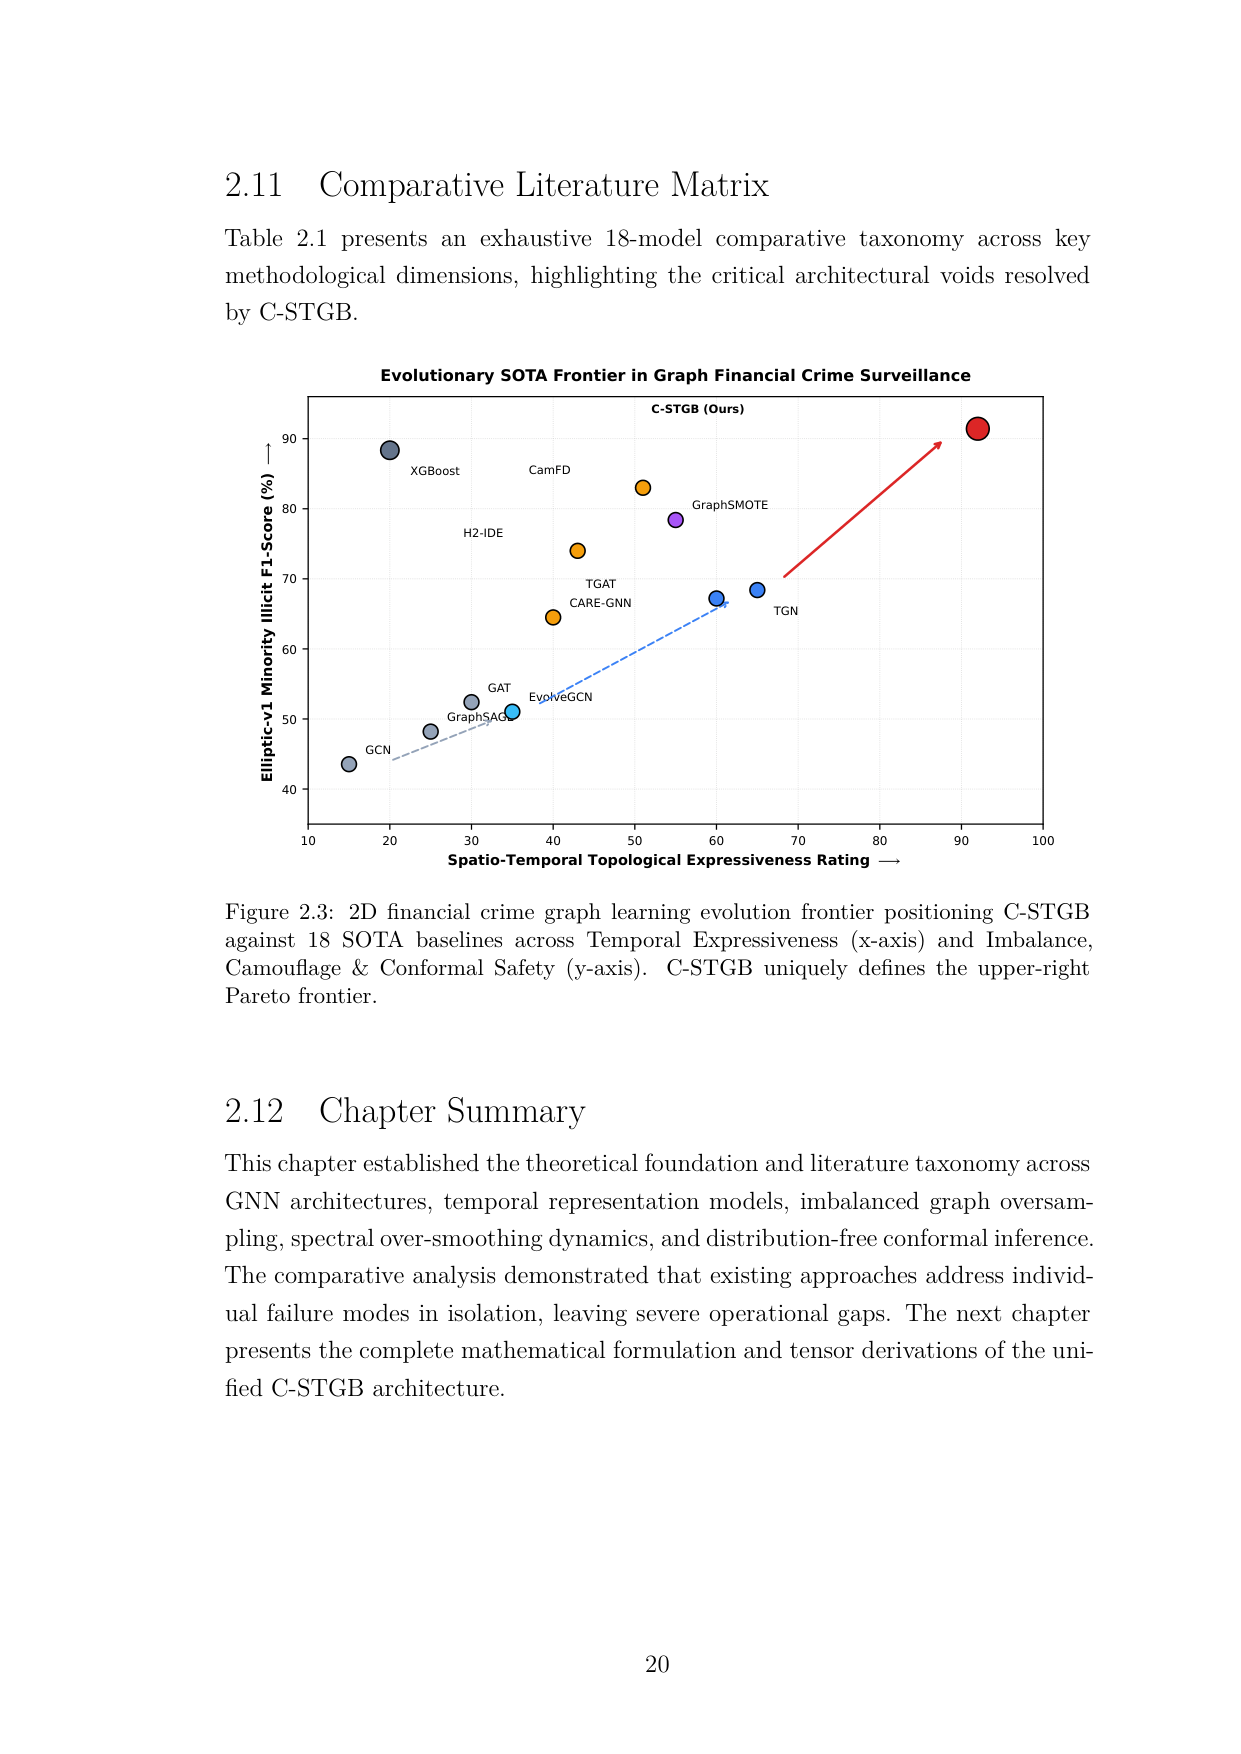 2.11 Comparative Literature Matrix
Table 2.1 presents an exhaustive 18-model comparative taxonomy across key
methodological dimensions, highlighting the critical architectural voids resolved
by C-STGB.
Evolutionary SOTA Frontier in Graph Financial Crime Surveillance
C-STGB (Ours)
XGBoost
CamFD
GraphSMOTE
H2-IDE
TGAT
CARE-GNN
TGN
GAT
EvolveGCN
GraphSAGE
GCN
Elliptic-v1 Minority Illicit F1-Score (%) ⟶
90
80
70
60
50
40
10 20 30 40 50 60 70 80 90 100
Spatio-Temporal Topological Expressiveness Rating ⟶
Figure 2.3: 2D financial crime graph learning evolution frontier positioning C-STGB
against 18 SOTA baselines across Temporal Expressiveness (x-axis) and Imbalance,
Camouflage & Conformal Safety (y-axis). C-STGB uniquely defines the upper-right
Pareto frontier.
2.12 Chapter Summary
This chapter established the theoretical foundation and literature taxonomy across
GNN architectures, temporal representation models, imbalanced graph oversam-
pling, spectral over-smoothing dynamics, and distribution-free conformal inference.
The comparative analysis demonstrated that existing approaches address individ-
ual failure modes in isolation, leaving severe operational gaps. The next chapter
presents the complete mathematical formulation and tensor derivations of the uni-
fied C-STGB architecture.
20